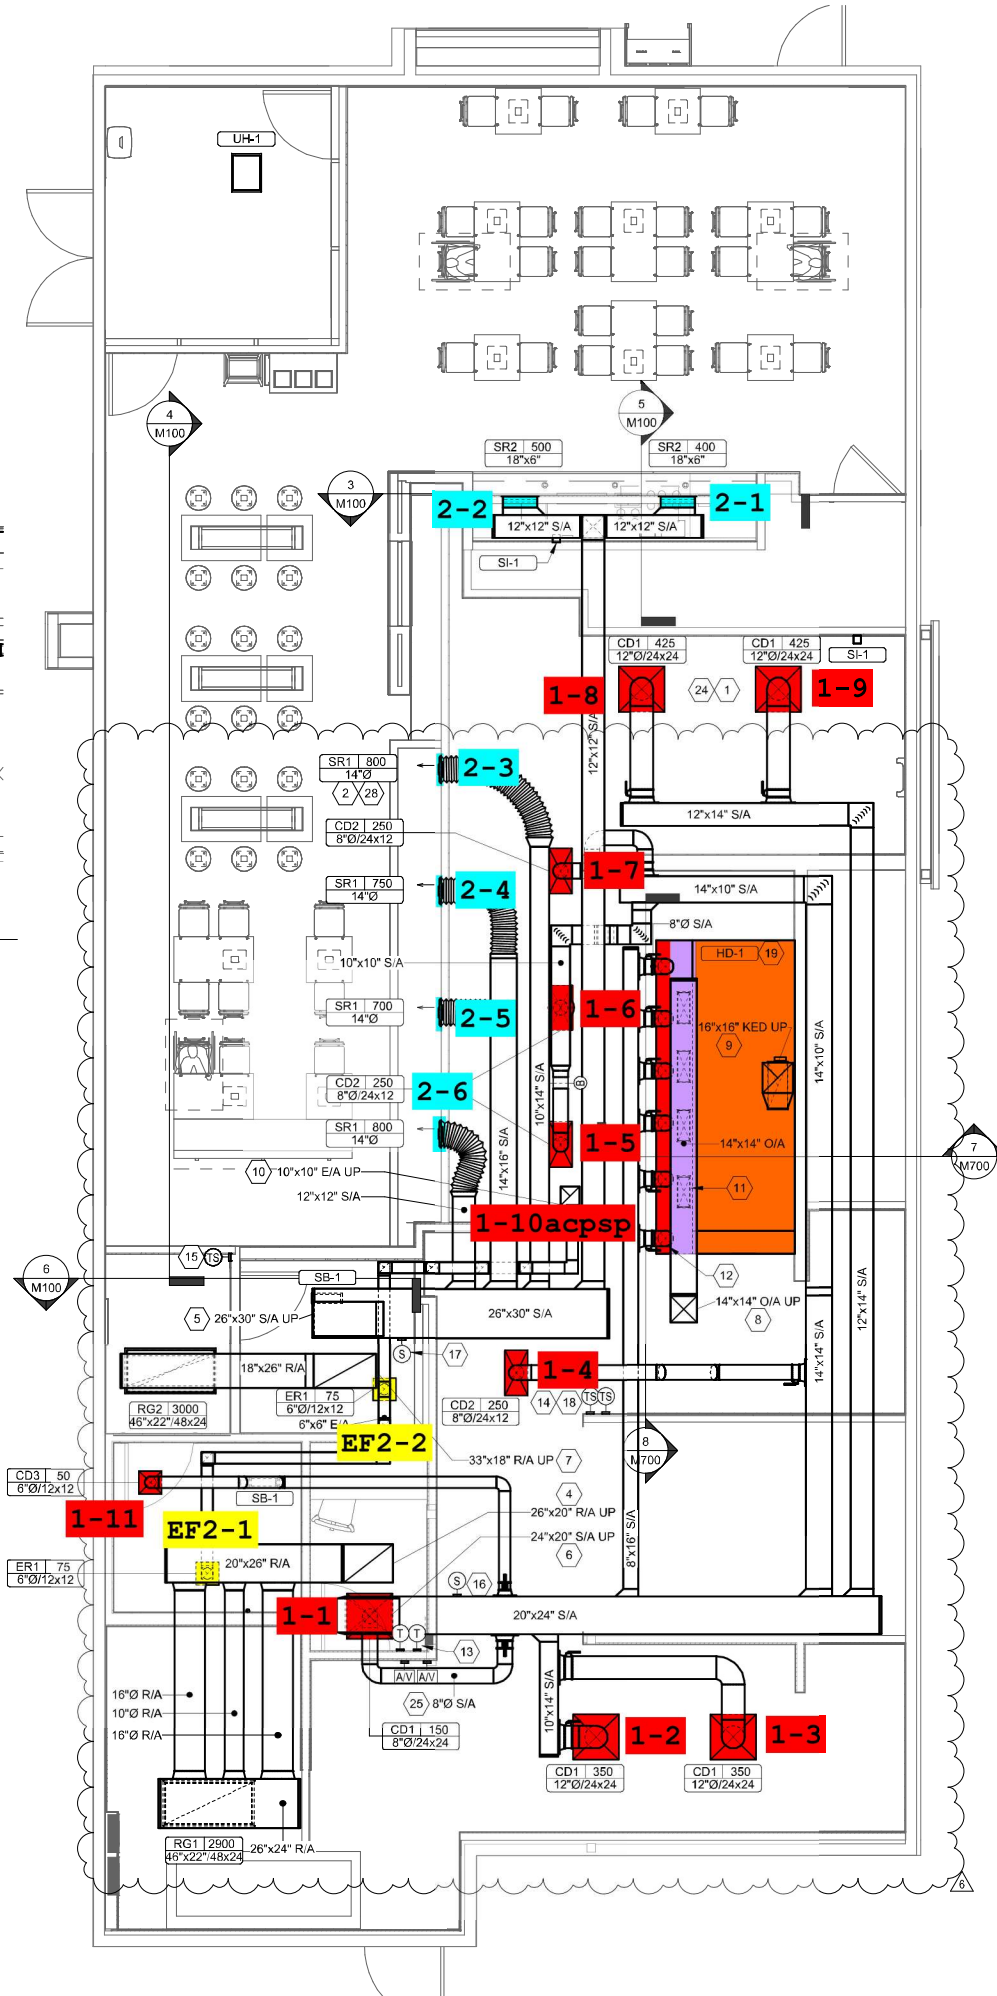 UH-1
4
M100
5
M100
SR2 500
18"x6"
SR2 400
18"x6"
3
M100
2-2
2-1
12"x12" S/A
12"x12" S/A
SI-1
CD1 425
12"Ø/24x24
CD1 425
12"Ø/24x24
SI-1
1-8
24
1
1-9
12"x12" S/A
SR1 800
14"Ø
2
28
2-3
12"x14" S/A
CD2 250
8"Ø/24x12
1-7
SR1 750
14"Ø
2-4
14"x10" S/A
8"Ø S/A
10"x10" S/A
HD-1
19
SR1 700
14"Ø
2-5
1-6
16"x16" KED UP
9
14"x10" S/A
CD2 250
8"Ø/24x12
2-6
B
10"x14" S/A
SR1 800
14"Ø
1-5
14"x14" O/A
7
M700
14"x16" S/A
10
10"x10" E/A UP
11
12"x12" S/A
1-10acpsp
15
TS
6
M100
SB-1
12
5
26"x30" S/A UP
26"x30" S/A
14"x14" O/A UP
8
12"x14" S/A
14"x14" S/A
S
17
18"x26" R/A
1-4
ER1 75
6"Ø/12x12
RG2 3000
46"x22"/48x24
CD2 250
8"Ø/24x12
14
18
TS
TS
6"x6" E/A
EF2-2
8
M700
33"x18" R/A UP
7
CD3 50
6"Ø/12x12
SB-1
4
1-11
26"x20" R/A UP
EF2-1
24"x20" S/A UP
6
8"x16" S/A
ER1 75
6"Ø/12x12
20"x26" R/A
S
16
1-1
20"x24" S/A
T
T
13
A/V
A/V
25
8"Ø S/A
16"Ø R/A
10"Ø R/A
16"Ø R/A
CD1 150
8"Ø/24x24
10"x14" S/A
1-2
1-3
CD1 350
12"Ø/24x24
CD1 350
12"Ø/24x24
RG1 2900
46"x22"/48x24
26"x24" R/A
6